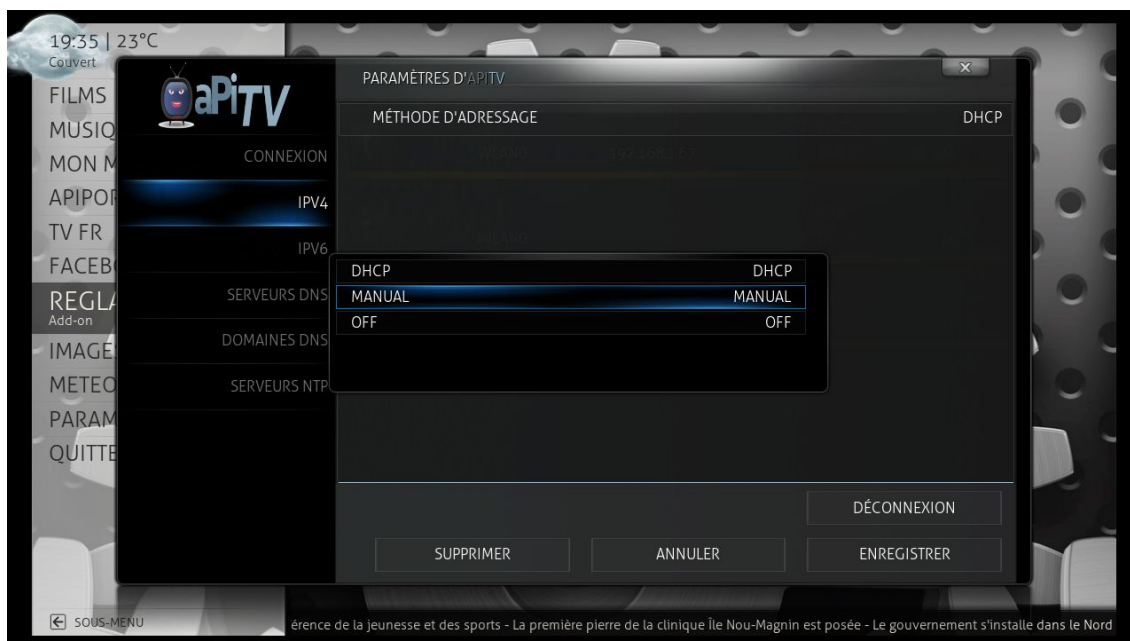 19:35 | 23°C
Couvert
FILMS
MUSIQ
MON M
APIPOR
TV FR
FACEB
REGLA
Add-on
IMAGE
METEO
PARAM
QUITTE
SOUS-MENU
aPiTV
CONNEXION
IPV4
IPV6
SERVEURS DNS
DOMAINES DNS
SERVEURS NTP
PARAMÈTRES D'APITV
X
MÉTHODE D'ADRESSAGE DHCP
DHCP DHCP
MANUAL MANUAL
OFF OFF
DÉCONNEXION
SUPPRIMER ANNULER ENREGISTRER
érence de la jeunesse et des sports - La première pierre de la clinique Île Nou-Magnin est posée - Le gouvernement s'installe dans le Nord